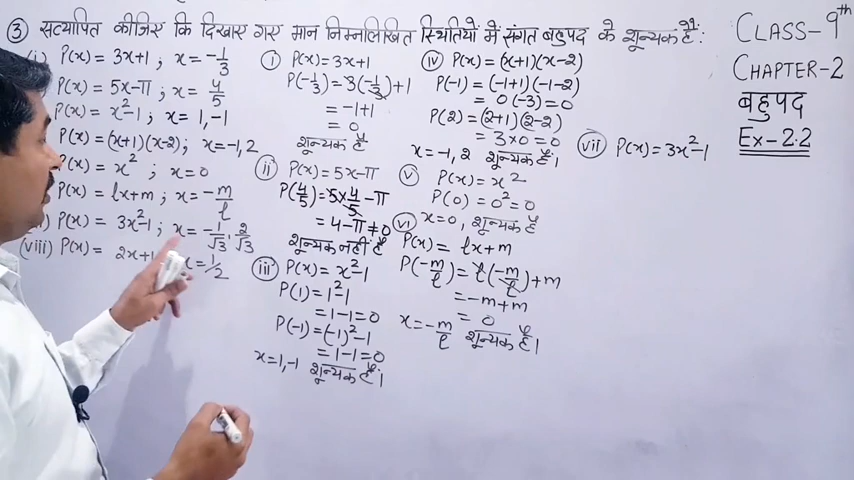 ③ सत्यापित कीजिए कि दिखाए गए मान निम्नलिखित स्थितियों में संगत बहुपद के शून्यक हैं:
(i) P(x) = 3x+1 , x = -1/3
P(x) = 5x-π ; x = 4/5
P(x) = x²-1 ; x = 1,-1
P(x) = (x+1)(x-2) ; x = -1,2
P(x) = x² ; x = 0
P(x) = lx+m ; x = -m/l
P(x) = 3x²-1 ; x = -1/√3 , 2/√3
(viii) P(x) = 2x+1 x = 1/2
(i) P(x) = 3x+1
P(-1/3) = 3(-1/3)+1
= -1+1
= 0
शून्यक है
(ii) P(x) = 5x-π
P(4/5) = 5×4/5-π
= 4-π ≠ 0
शून्यक नहीं है
(iii) P(x) = x²-1
P(1) = 1²-1
= 1-1=0
P(-1) = (-1)²-1
= 1-1=0
x=1,-1 शून्यक हैं।
(iv) P(x) = (x+1)(x-2)
P(-1) = (-1+1)(-1-2)
= 0(-3)=0
P(2) = (2+1)(2-2)
= 3×0=0
x=-1,2 शून्यक हैं।
(v) P(x) = x²
P(0) = 0²=0
x=0, शून्यक है
(vi) P(x) = lx+m
P(-m/l) = l(-m/l)+m
= -m+m
= 0
x=-m/l शून्यक है।
(vii) P(x) = 3x²-1
CLASS-9th
CHAPTER-2
बहुपद
Ex-2.2